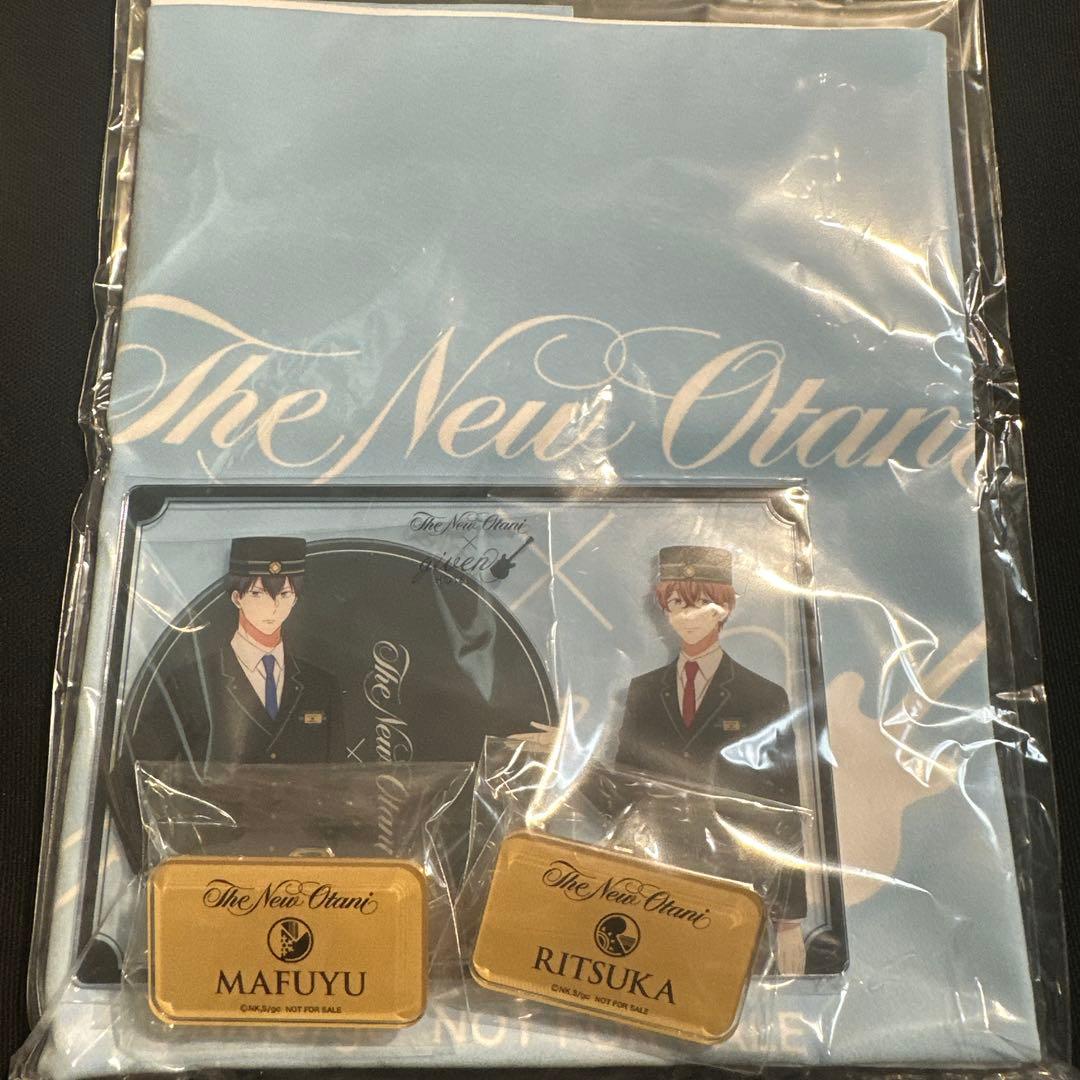 The New Otani
×
The New Otani
×
given
The New Otani
×
The New Otani
MAFUYU
©NK,S/gc NOT FOR SALE
The New Otani
RITSUKA
©NK,S/gc NOT FOR SALE
NOT FOR SALE